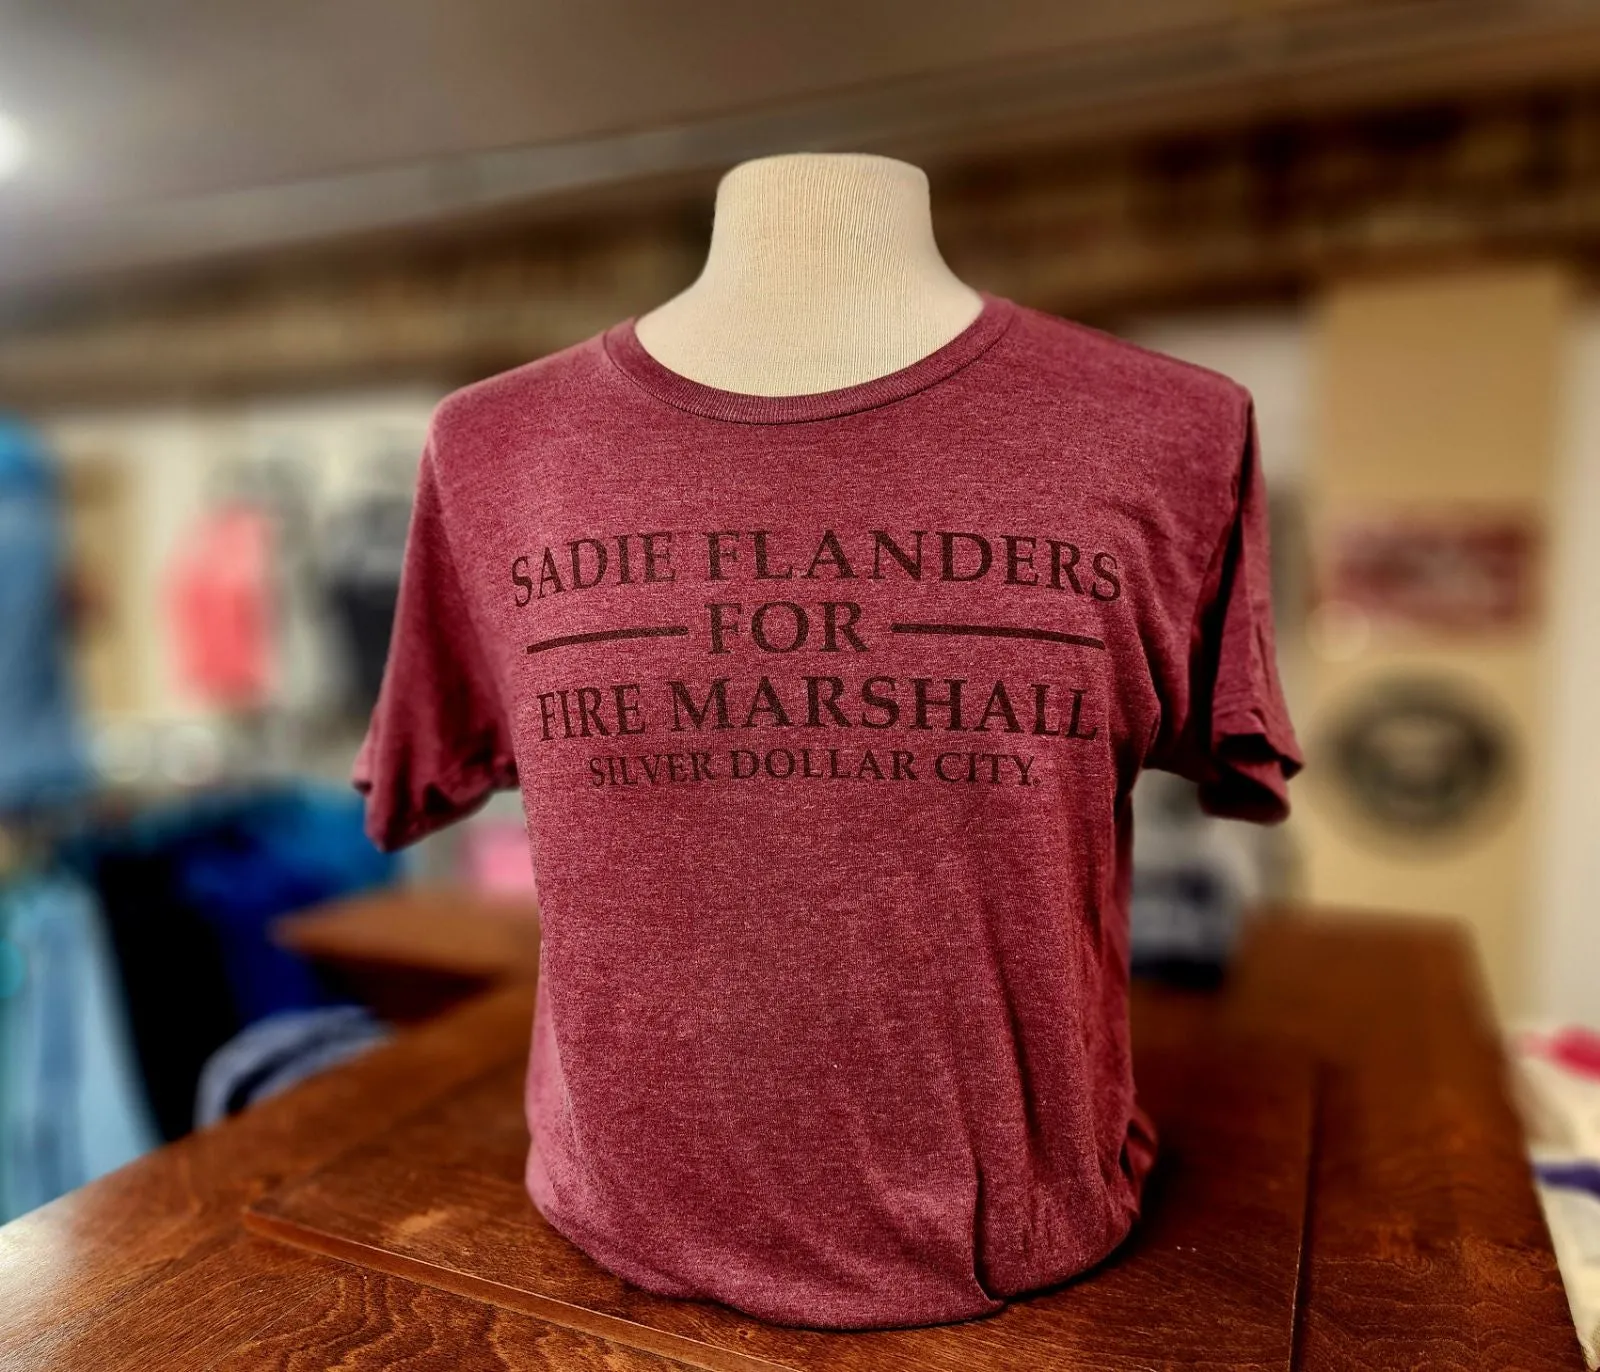 SADIE FLANDERS
FOR
FIRE MARSHALL
SILVER DOLLAR CITY.